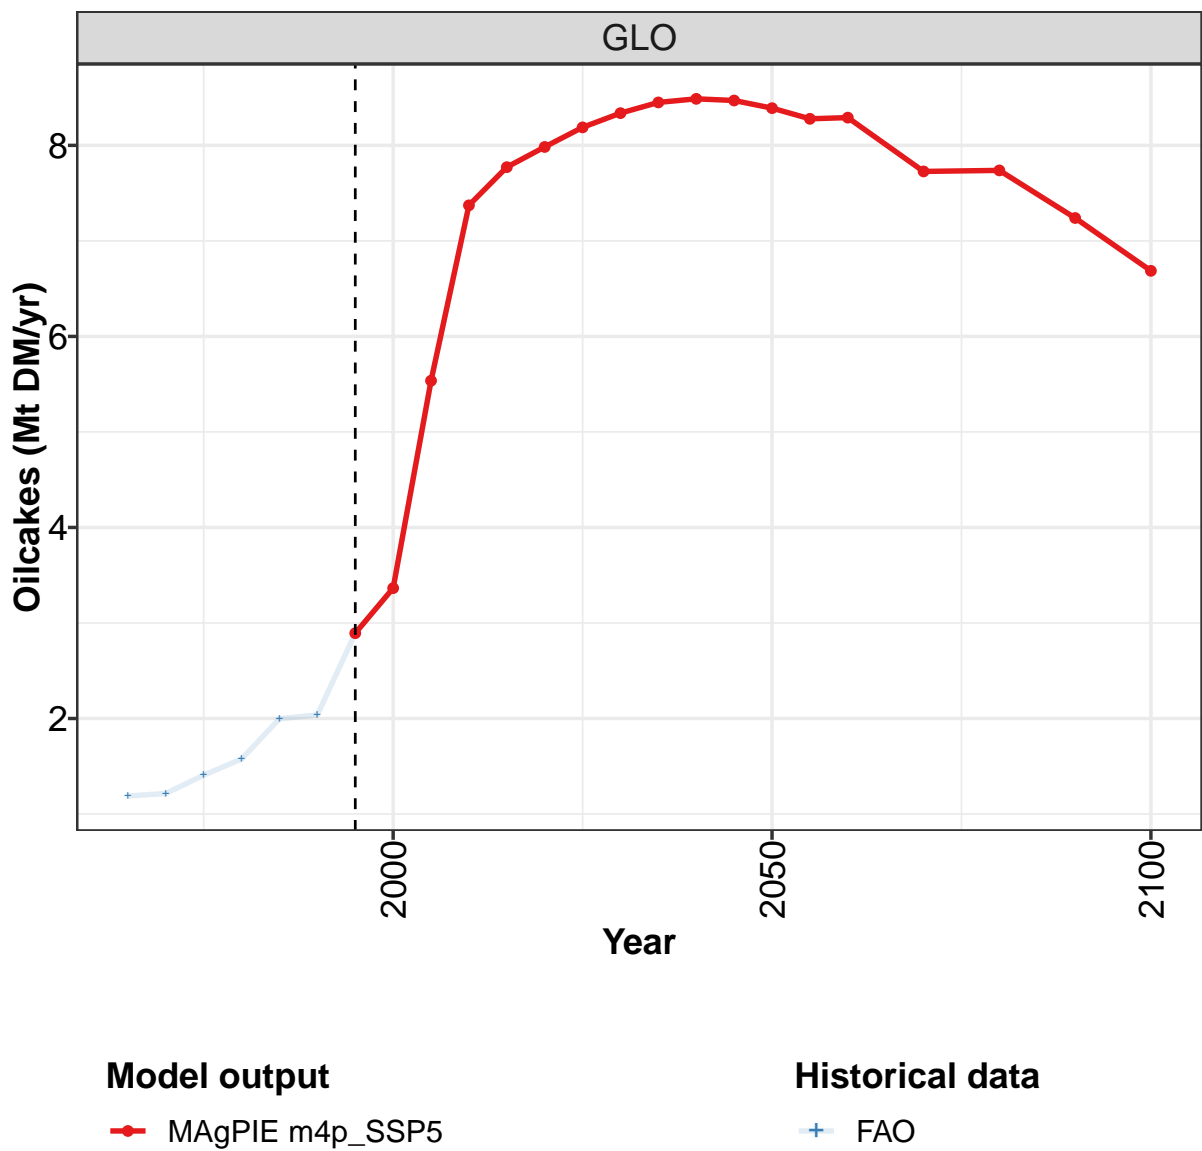 GLO
Oilcakes (Mt DM/yr)
8
6
4
2
2000
2050
2100
Year
Model output
MAgPIE m4p_SSP5
Historical data
FAO